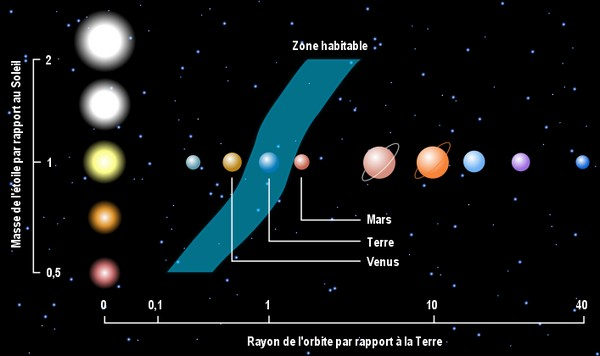 Zône habitable
Masse de l'étoile par rapport au Soleil
2
1
0,5
Mars
Terre
Venus
0
0,1
1
10
40
Rayon de l'orbite par rapport à la Terre